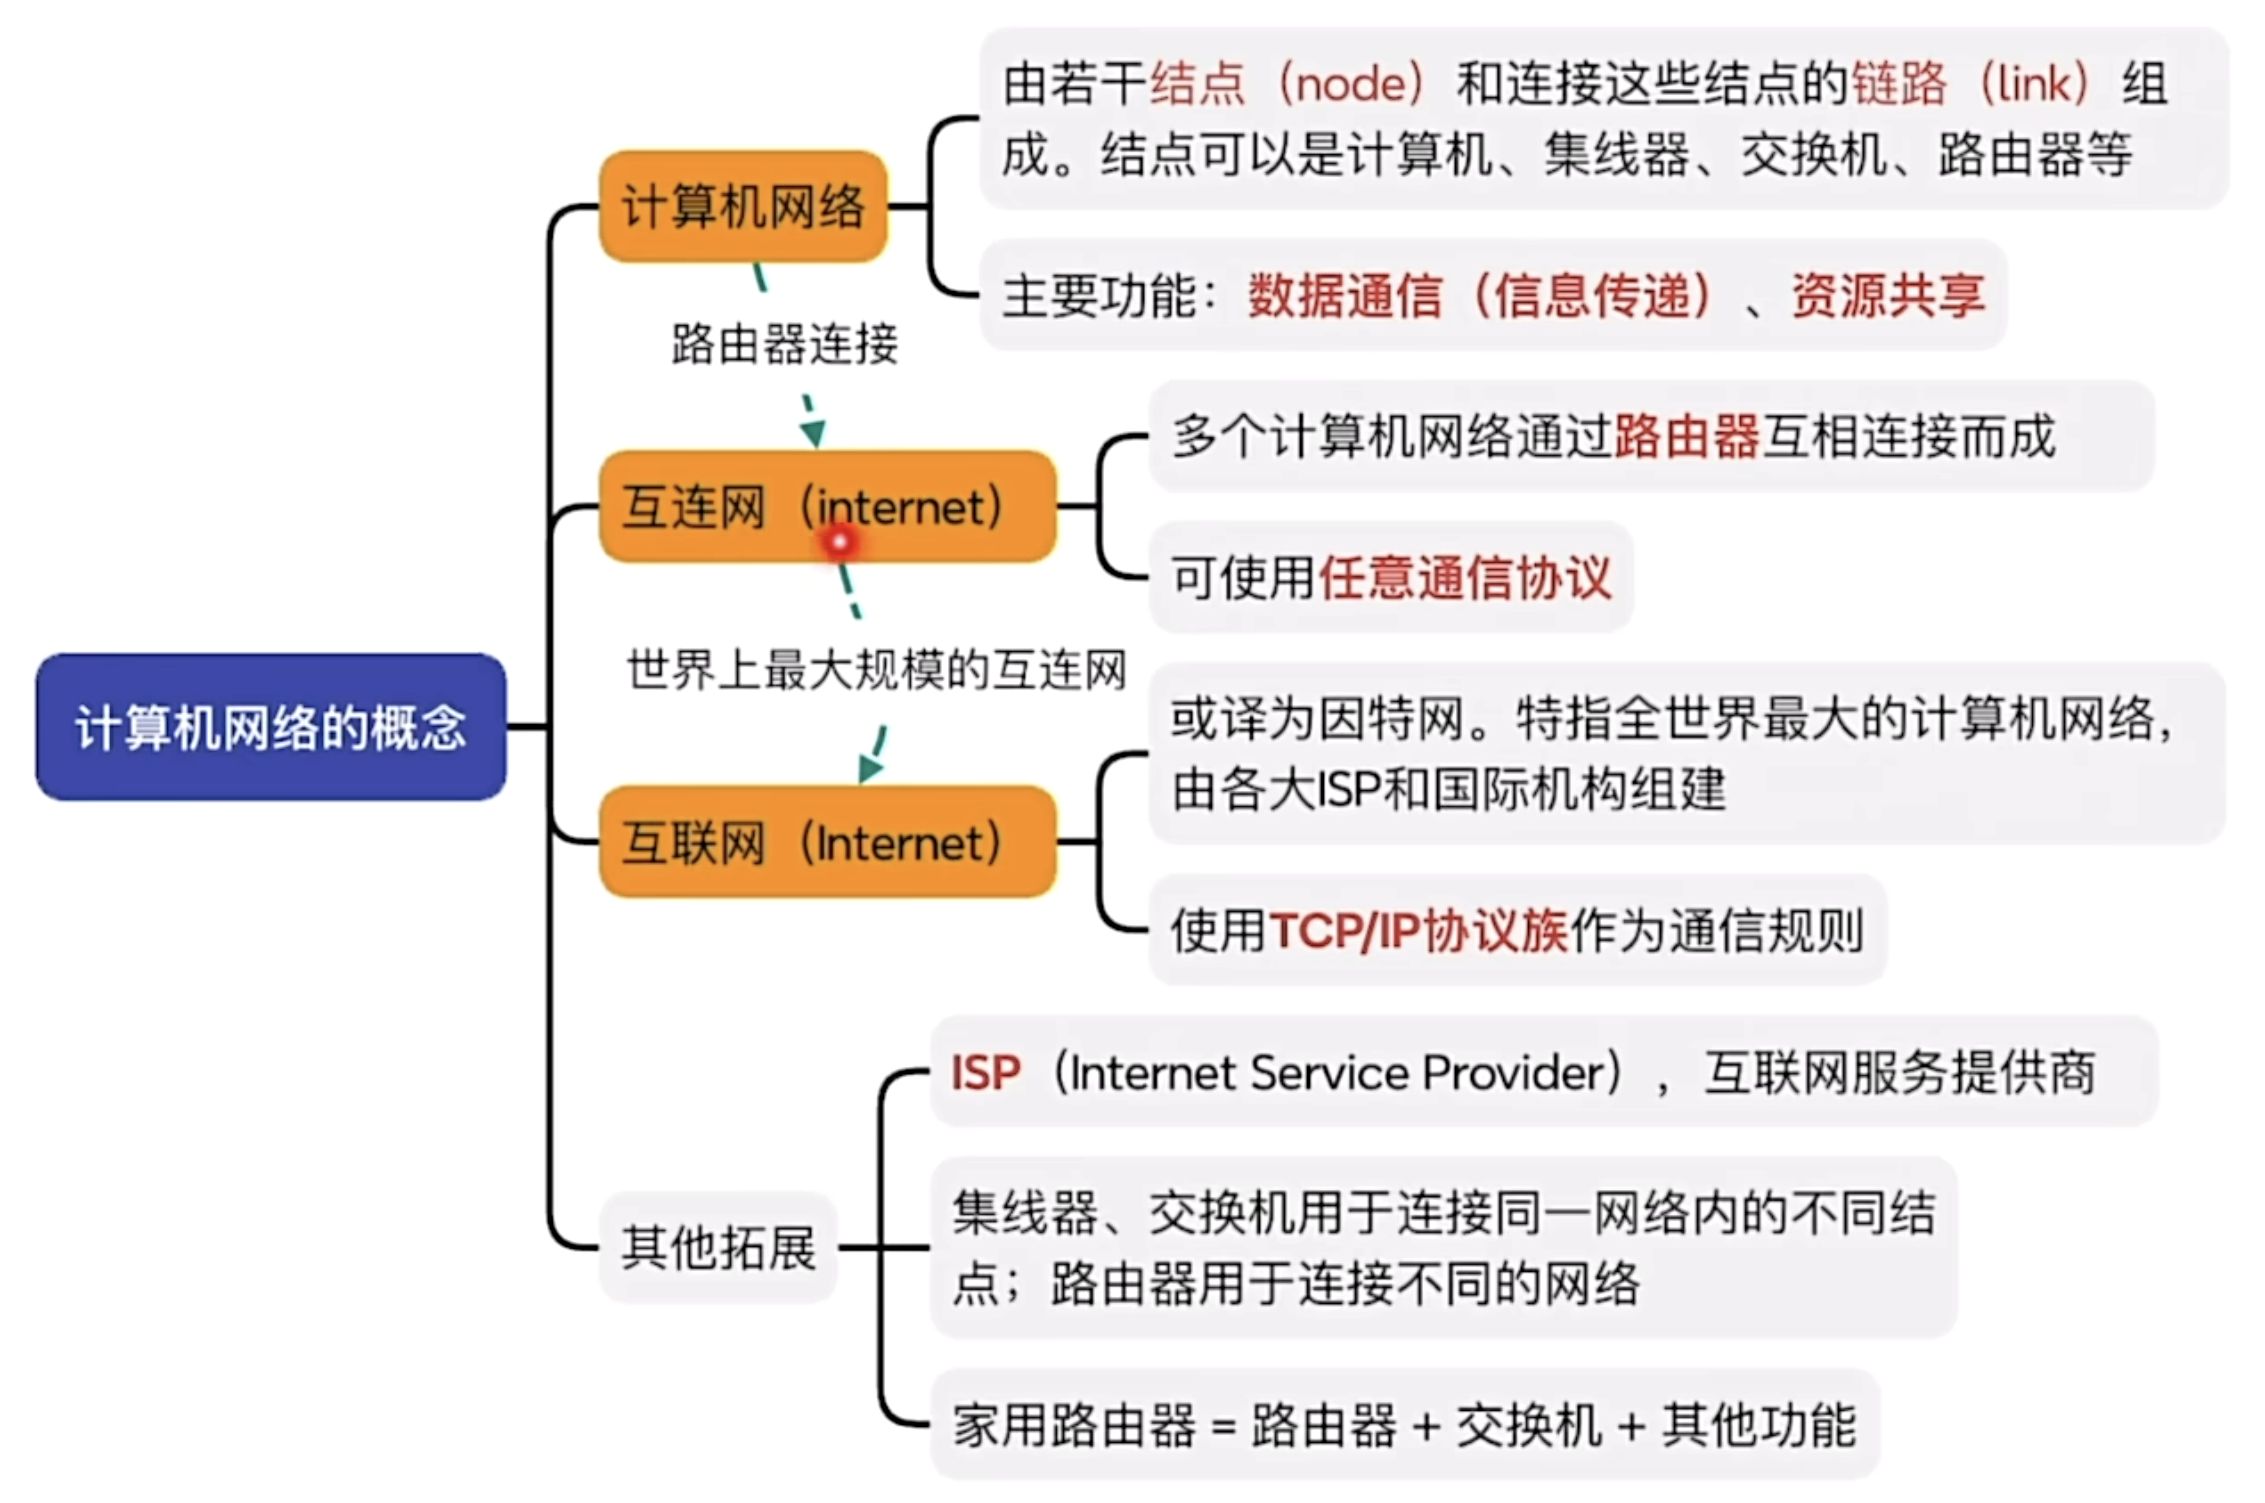 由若干结点（node）和连接这些结点的链路（link）组
成。结点可以是计算机、集线器、交换机、路由器等
计算机网络
主要功能：数据通信（信息传递）、资源共享
路由器连接
多个计算机网络通过路由器互相连接而成
互连网（internet）
可使用任意通信协议
世界上最大规模的互连网
计算机网络的概念
或译为因特网。特指全世界最大的计算机网络，
由各大ISP和国际机构组建
互联网（Internet）
使用TCP/IP协议族作为通信规则
ISP（Internet Service Provider），互联网服务提供商
其他拓展
集线器、交换机用于连接同一网络内的不同结
点；路由器用于连接不同的网络
家用路由器 = 路由器 + 交换机 + 其他功能